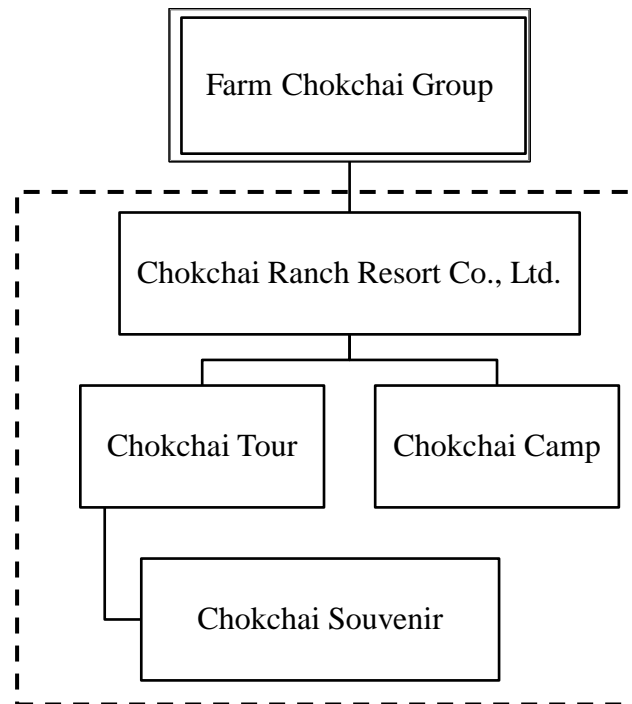 Farm Chokchai Group
Chokchai Ranch Resort Co., Ltd.
Chokchai Tour
Chokchai Camp
Chokchai Souvenir